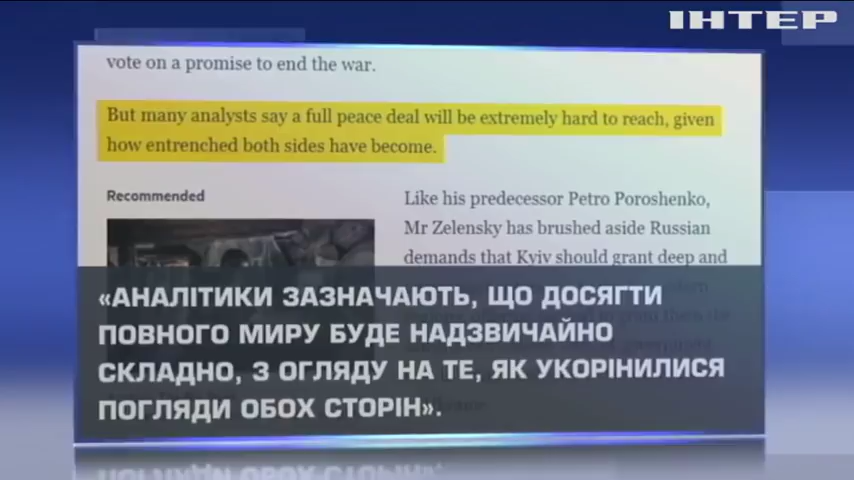 ІНТЕР
vote on a promise to end the war.
But many analysts say a full peace deal will be extremely hard to reach, given
how entrenched both sides have become.
Recommended
Like his predecessor Petro Poroshenko,
Mr Zelensky has brushed aside Russian
demands that Kyiv should grant deep and
«АНАЛІТИКИ ЗАЗНАЧАЮТЬ, ЩО ДОСЯГТИ
ПОВНОГО МИРУ БУДЕ НАДЗВИЧАЙНО
СКЛАДНО, З ОГЛЯДУ НА ТЕ, ЯК УКОРІНИЛИСЯ
ПОГЛЯДИ ОБОХ СТОРІН».